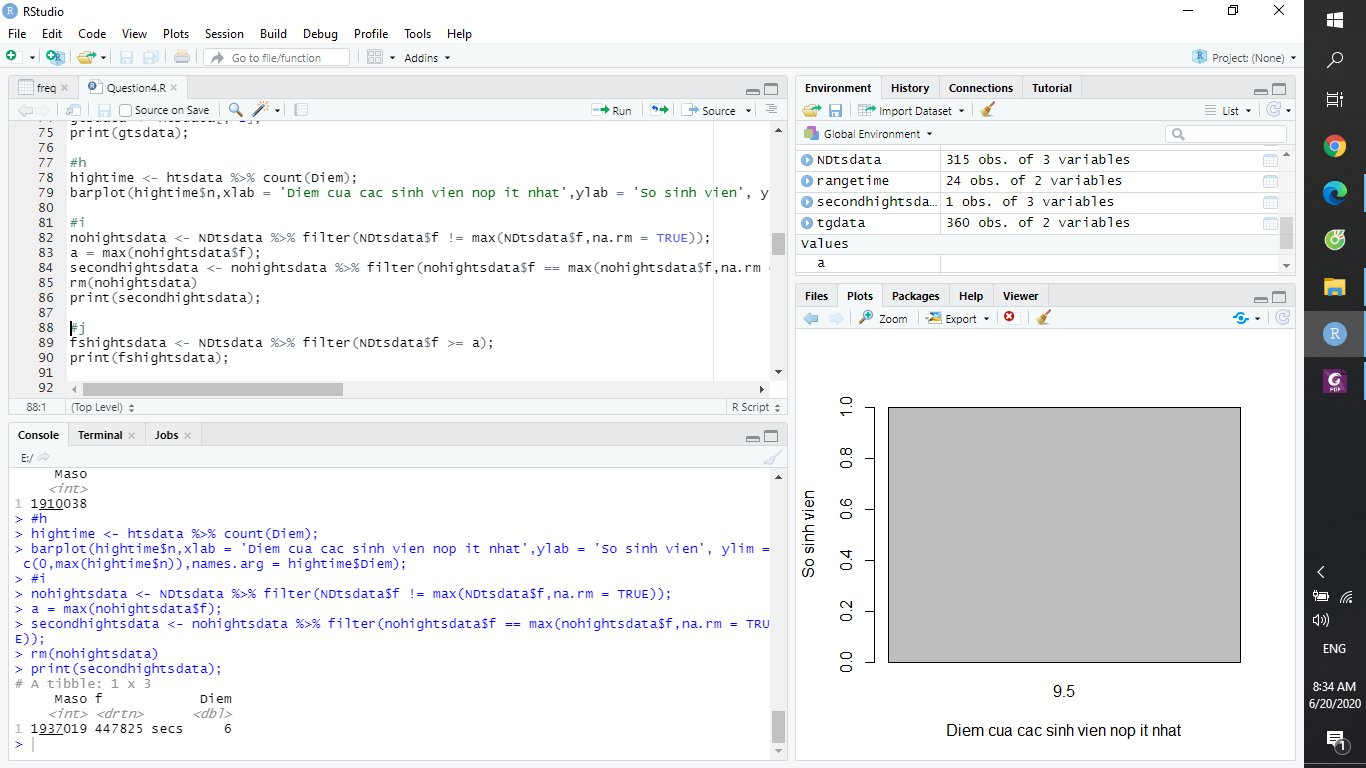 RStudio
File Edit Code View Plots Session Build Debug Profile Tools Help
Go to file/function
Addins
Project: (None)
freq
Question4.R
Source on Save
Run
Source
75 print(gtsdata);
76
77 #h
78 hightime <- htsdata %>% count(Diem);
79 barplot(hightime$n,xlab = 'Diem cua cac sinh vien nop it nhat',ylab = 'So sinh vien', y
80
81 #i
82 nohightsdata <- NDtsdata %>% filter(NDtsdata$f != max(NDtsdata$f,na.rm = TRUE));
83 a = max(nohightsdata$f);
84 secondhightsdata <- nohightsdata %>% filter(nohightsdata$f == max(nohightsdata$f,na.rm =
85 rm(nohightsdata)
86 print(secondhightsdata);
87
88 #j
89 fshightsdata <- NDtsdata %>% filter(NDtsdata$f >= a);
90 print(fshightsdata);
91
92
88:1 (Top Level) R Script
Console Terminal Jobs
E:/
Maso
<int>
1 1910038
> #h
> hightime <- htsdata %>% count(Diem);
> barplot(hightime$n,xlab = 'Diem cua cac sinh vien nop it nhat',ylab = 'So sinh vien', ylim =
c(0,max(hightime$n)),names.arg = hightime$Diem);
> #i
> nohightsdata <- NDtsdata %>% filter(NDtsdata$f != max(NDtsdata$f,na.rm = TRUE));
> a = max(nohightsdata$f);
> secondhightsdata <- nohightsdata %>% filter(nohightsdata$f == max(nohightsdata$f,na.rm = TRU
E));
> rm(nohightsdata)
> print(secondhightsdata);
# A tibble: 1 x 3
Maso f Diem
<int> <drtn> <dbl>
1 1937019 447825 secs 6
>
Environment History Connections Tutorial
Import Dataset
List
Global Environment
NDtsdata 315 obs. of 3 variables
rangetime 24 obs. of 2 variables
secondhightsda… 1 obs. of 3 variables
tgdata 360 obs. of 2 variables
Values
a
Files Plots Packages Help Viewer
Zoom Export
1.0
0.8
0.6
0.4
0.2
0.0
So sinh vien
9.5
Diem cua cac sinh vien nop it nhat
R
PDF
ENG
8:34 AM
6/20/2020
1